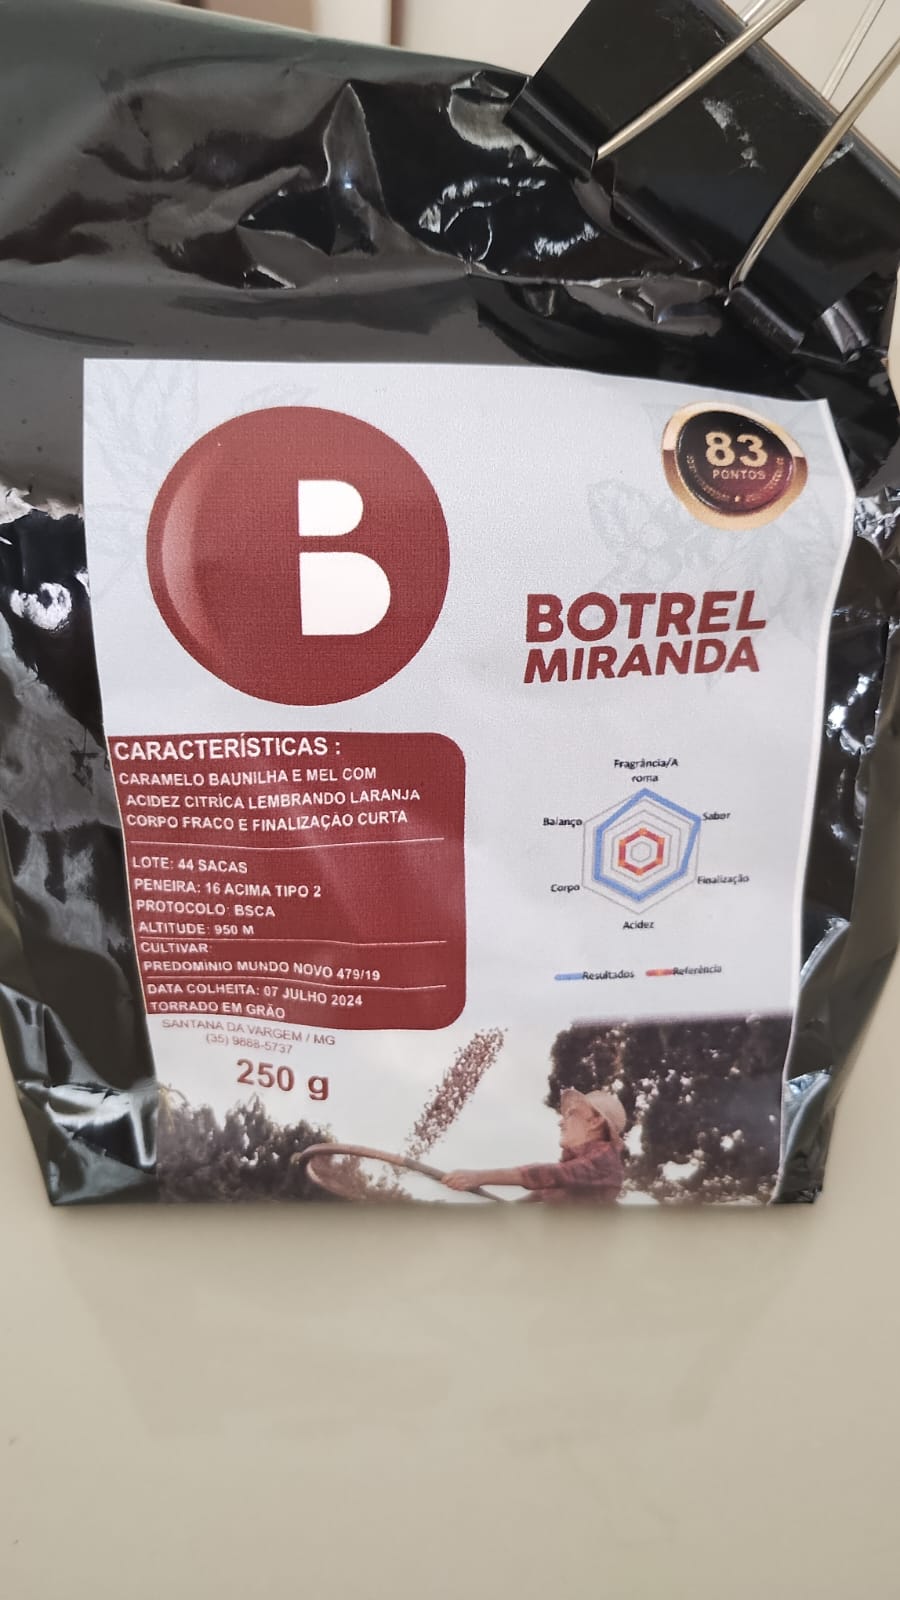 B
83
PONTOS
BOTREL
MIRANDA
CARACTERÍSTICAS :
CARAMELO BAUNILHA E MEL COM
ACIDEZ CITRÍCA LEMBRANDO LARANJA
CORPO FRACO E FINALIZAÇAO CURTA
LOTE: 44 SACAS
PENEIRA: 16 ACIMA TIPO 2
PROTOCOLO: BSCA
ALTITUDE: 950 M
CULTIVAR:
PREDOMÍNIO MUNDO NOVO 479/19
DATA COLHEITA: 07 JULHO 2024
TORRADO EM GRÃO
SANTANA DA VARGEM / MG
(35) 9888-5737
250 g
Fragrância/A
roma
Sabor
Finalização
Acidez
Corpo
Balanço
Resultados
Referência